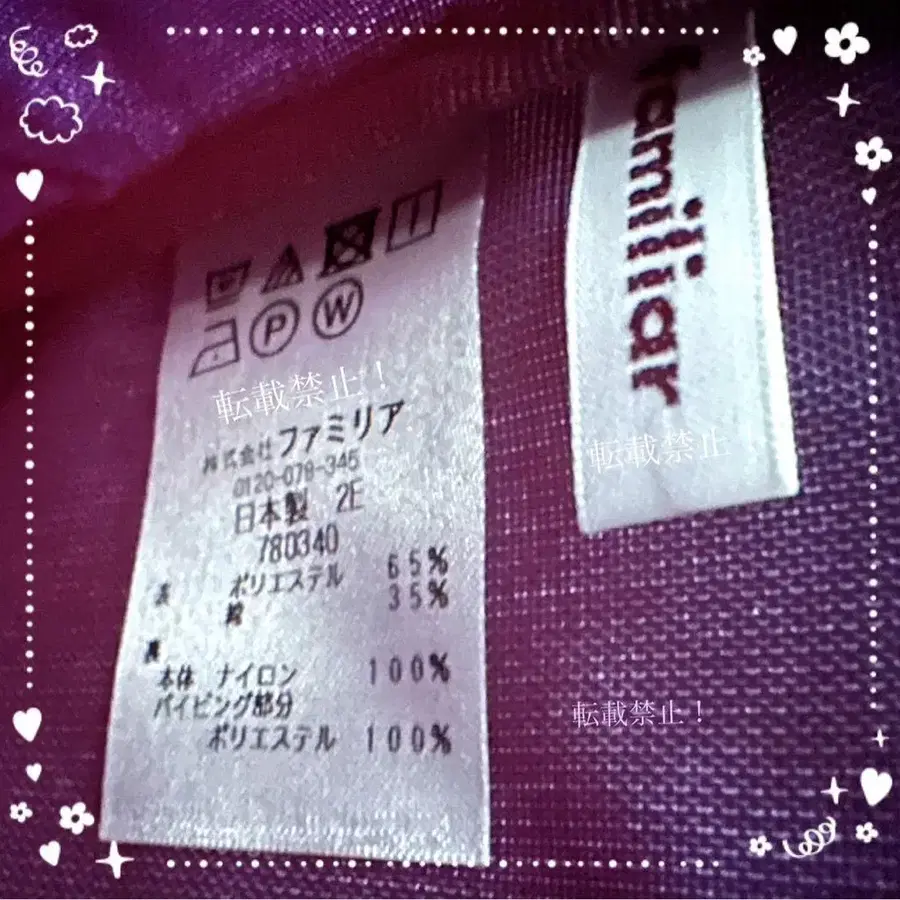 familiar
P W
転載禁止！
株式会社 ファミリア
0120-078-345
日本製 2E
780340
表 ポリエステル 65%
綿 35%
裏
本体 ナイロン 100%
パイピング部分
ポリエステル 100%
転載禁止！
転載禁止！